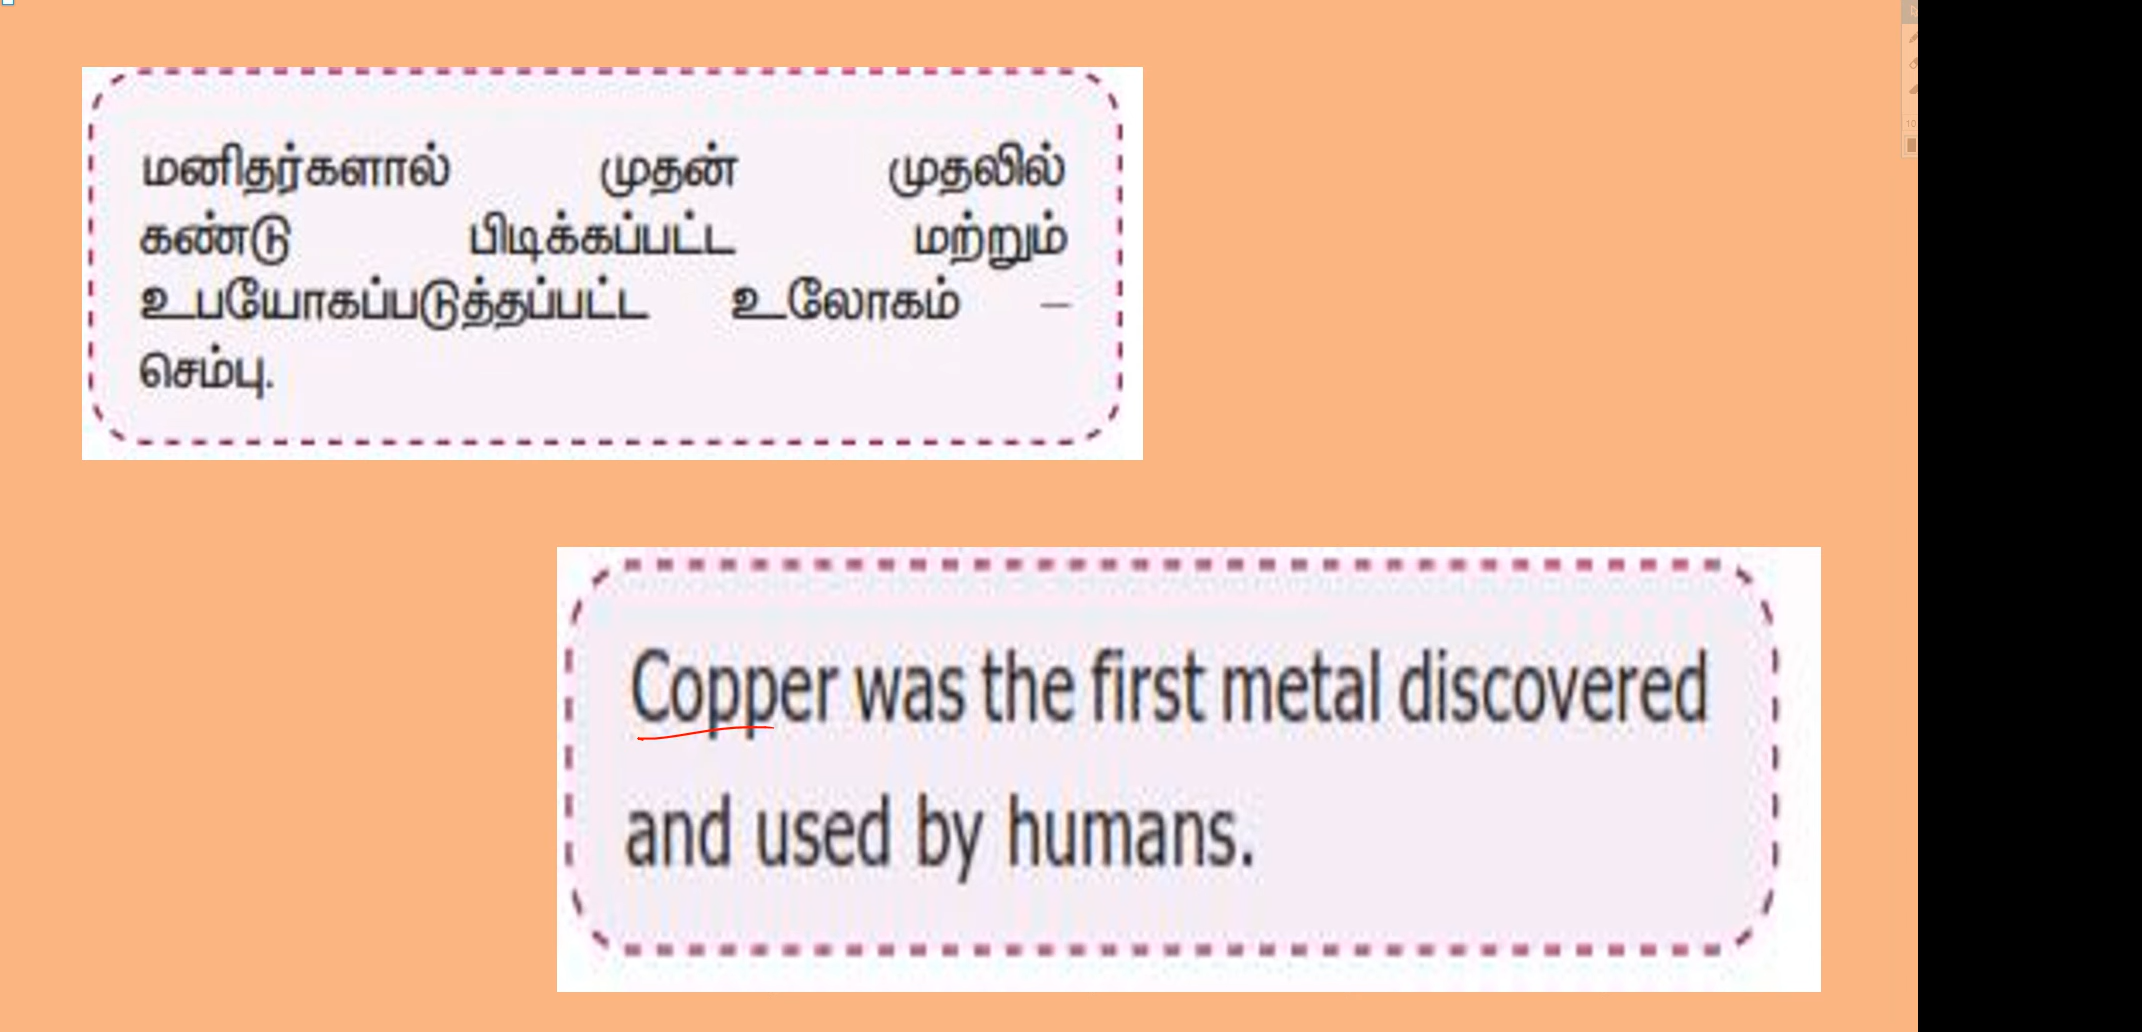 மனிதர்களால் முதன் முதலில்
கண்டு பிடிக்கப்பட்ட மற்றும்
உபயோகப்படுத்தப்பட்ட உலோகம் –
செம்பு.
Copper was the first metal discovered
and used by humans.
10